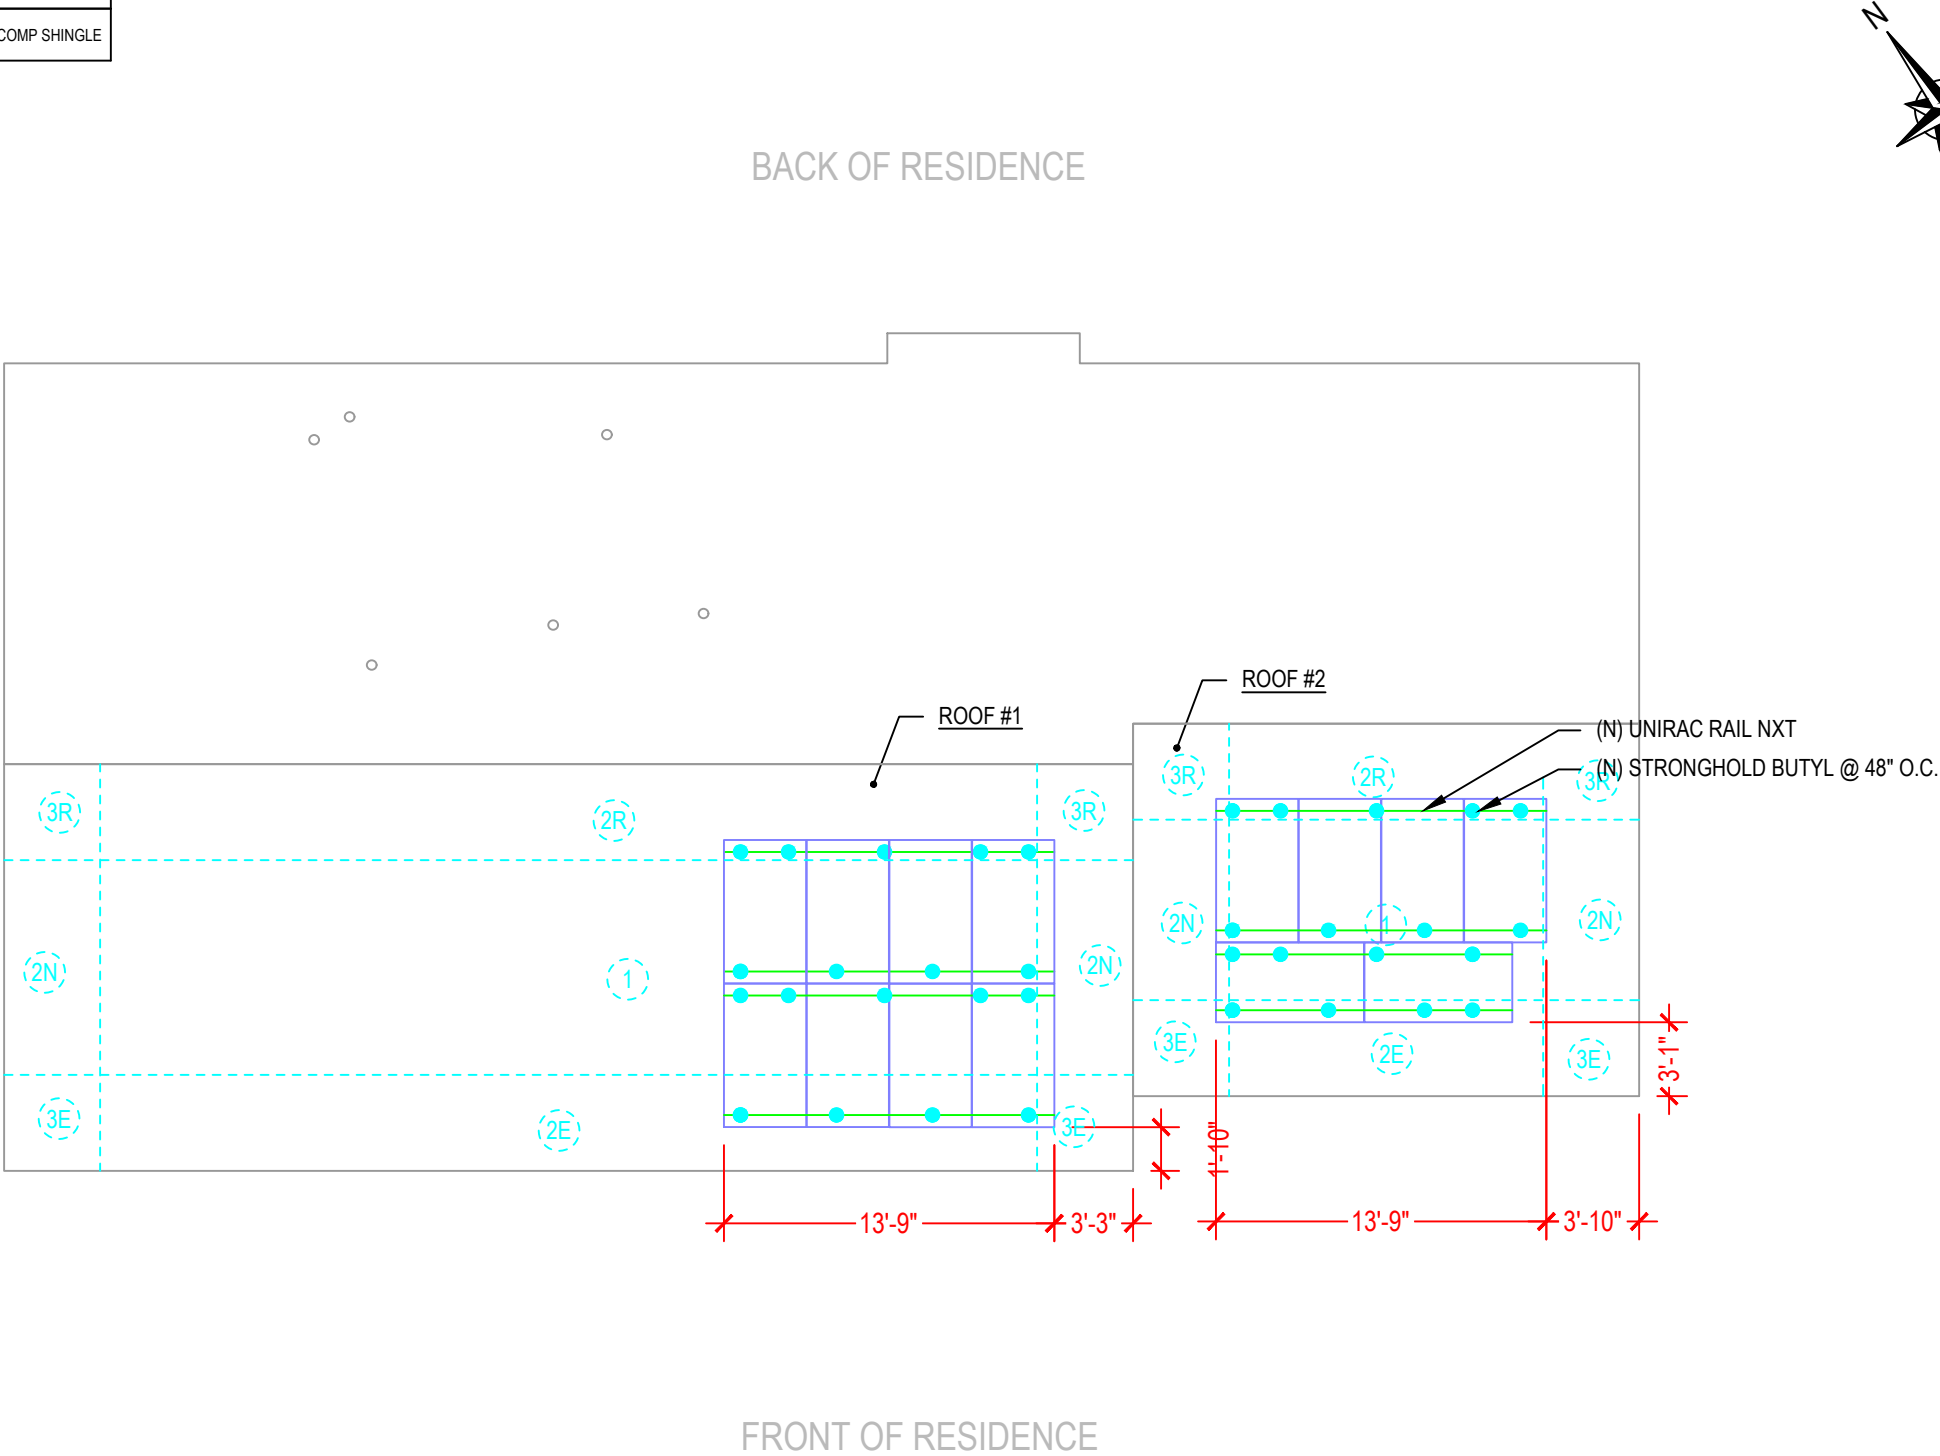 COMP SHINGLE
N
BACK OF RESIDENCE
ROOF #2
ROOF #1
(N) UNIRAC RAIL NXT
(N) STRONGHOLD BUTYL @ 48" O.C.
3R
2R
3R
3R
2R
3R
2N
1
2N
2N
1
2N
3E
2E
3E
3E
2E
3E
3'-1"
1'-10"
13'-9"
3'-3"
13'-9"
3'-10"
FRONT OF RESIDENCE